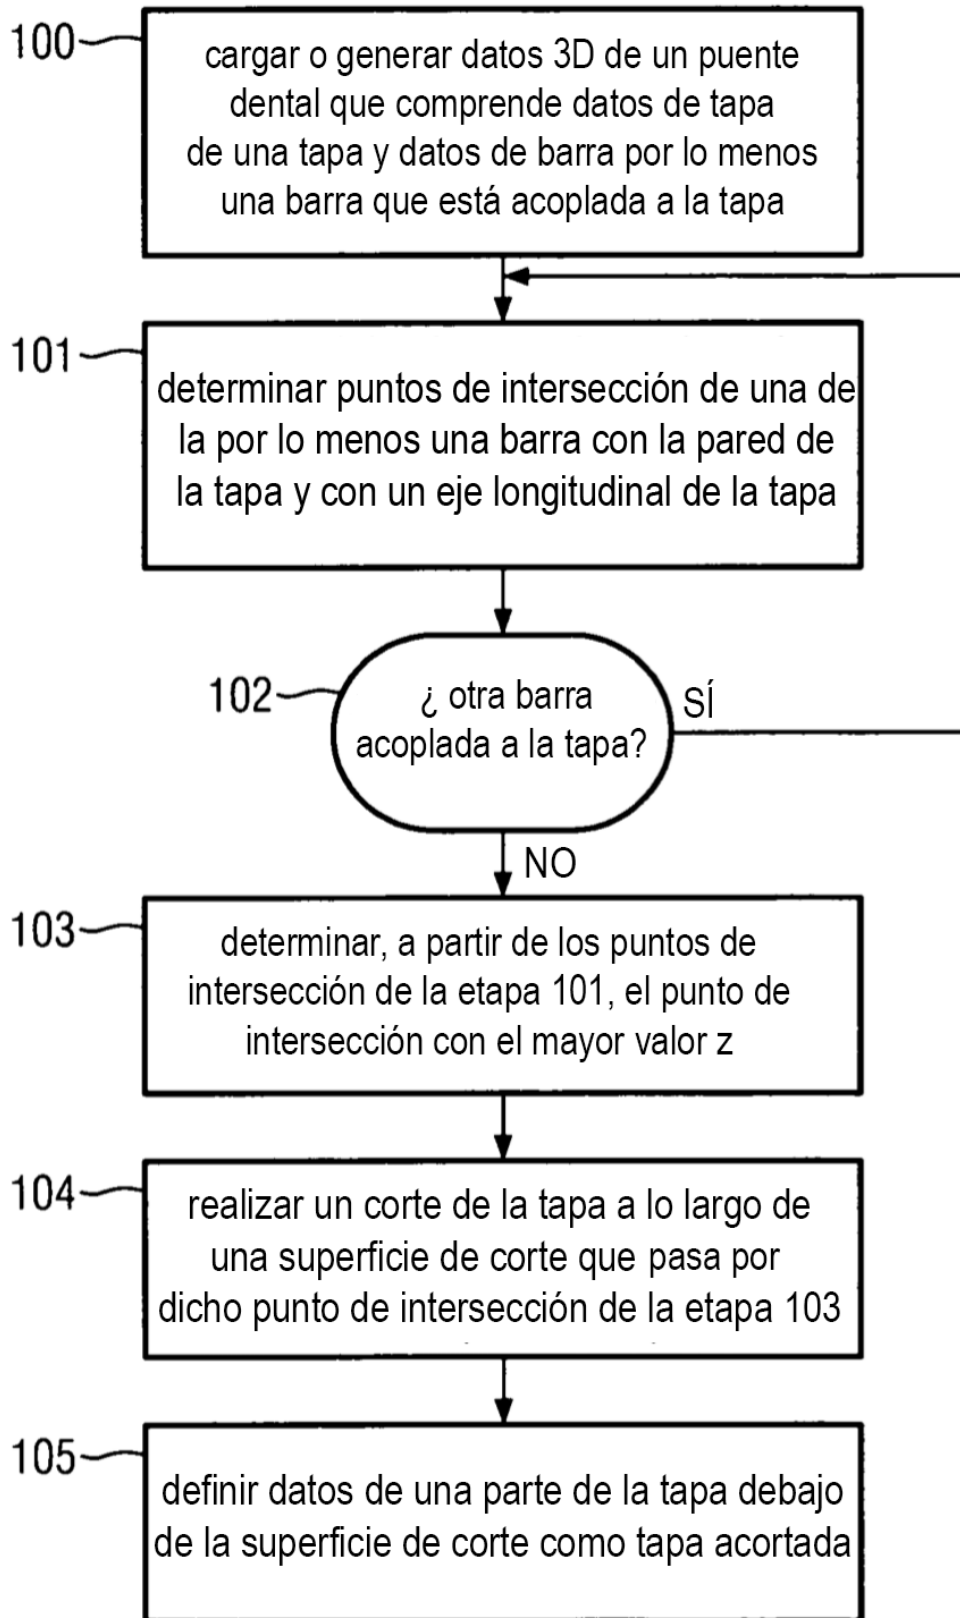 100
cargar o generar datos 3D de un puente
dental que comprende datos de tapa
de una tapa y datos de barra por lo menos
una barra que está acoplada a la tapa
101
determinar puntos de intersección de una de
la por lo menos una barra con la pared de
la tapa y con un eje longitudinal de la tapa
102
¿ otra barra
acoplada a la tapa?
SÍ
NO
103
determinar, a partir de los puntos de
intersección de la etapa 101, el punto de
intersección con el mayor valor z
104
realizar un corte de la tapa a lo largo de
una superficie de corte que pasa por
dicho punto de intersección de la etapa 103
105
definir datos de una parte de la tapa debajo
de la superficie de corte como tapa acortada